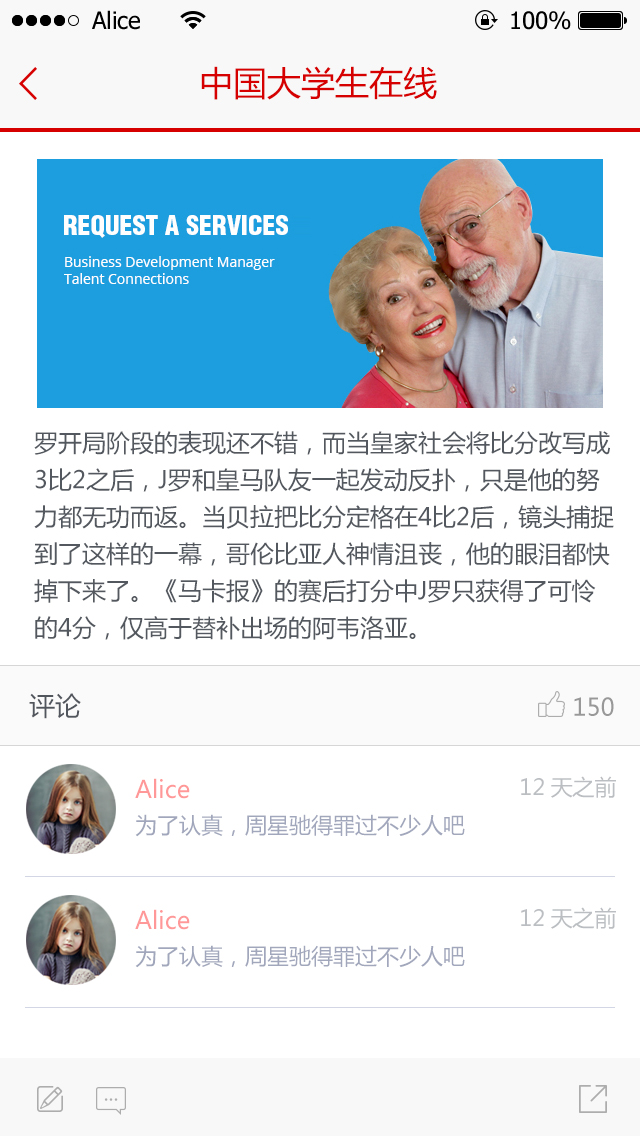 Alice 100%
中国大学生在线
REQUEST A SERVICES
Business Development Manager
Talent Connections
罗开局阶段的表现还不错，而当皇家社会将比分改写成
3比2之后，J罗和皇马队友一起发动反扑，只是他的努
力都无功而返。当贝拉把比分定格在4比2后，镜头捕捉
到了这样的一幕，哥伦比亚人神情沮丧，他的眼泪都快
掉下来了。《马卡报》的赛后打分中J罗只获得了可怜
的4分，仅高于替补出场的阿韦洛亚。
评论 150
Alice 12 天之前
为了认真，周星驰得罪过不少人吧
Alice 12 天之前
为了认真，周星驰得罪过不少人吧